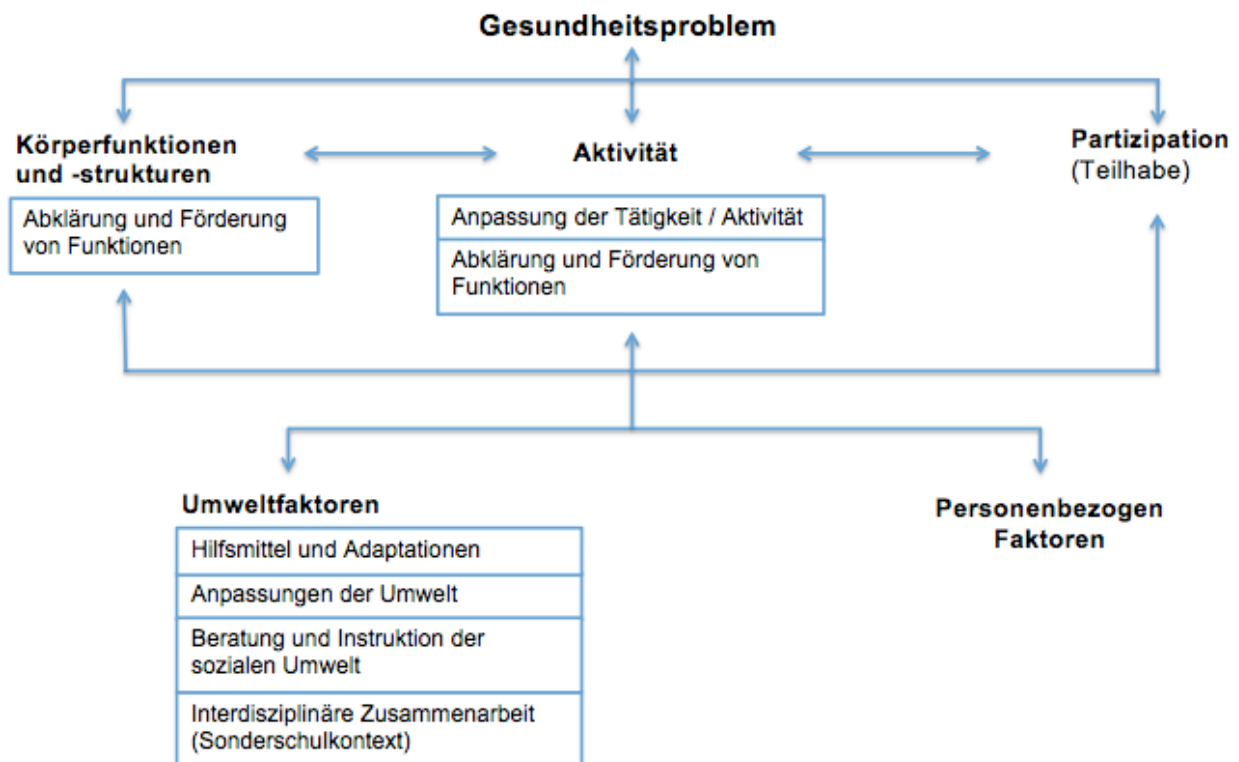 Gesundheitsproblem
Körperfunktionen
und -strukturen
Aktivität
Partizipation
(Teilhabe)
Abklärung und Förderung
von Funktionen
Anpassung der Tätigkeit / Aktivität
Abklärung und Förderung von
Funktionen
Umweltfaktoren
Hilfsmittel und Adaptationen
Anpassungen der Umwelt
Beratung und Instruktion der
sozialen Umwelt
Interdisziplinäre Zusammenarbeit
(Sonderschulkontext)
Personenbezogen
Faktoren